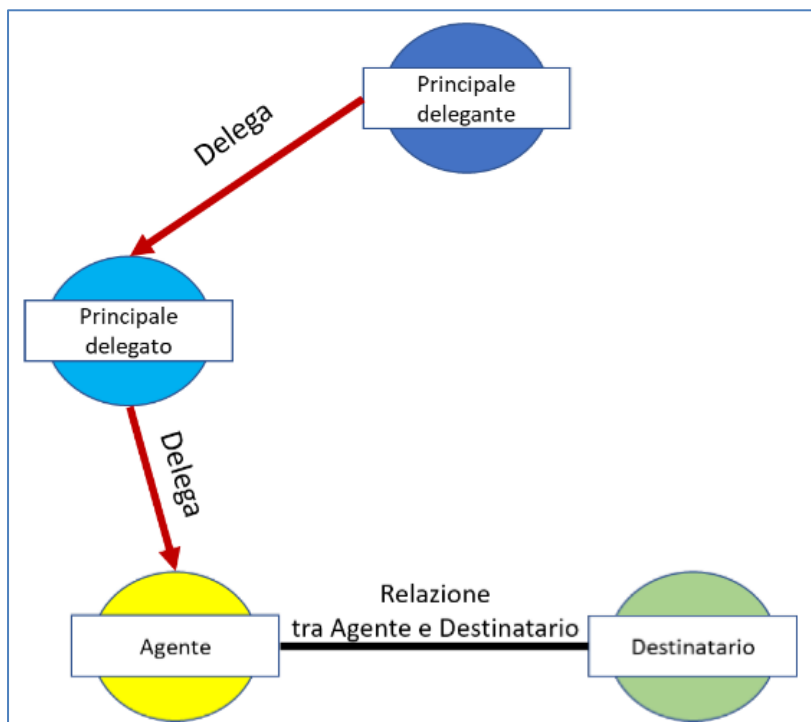 Principale
delegante
Delega
Principale
delegato
Delega
Relazione
tra Agente e Destinatario
Agente
Destinatario